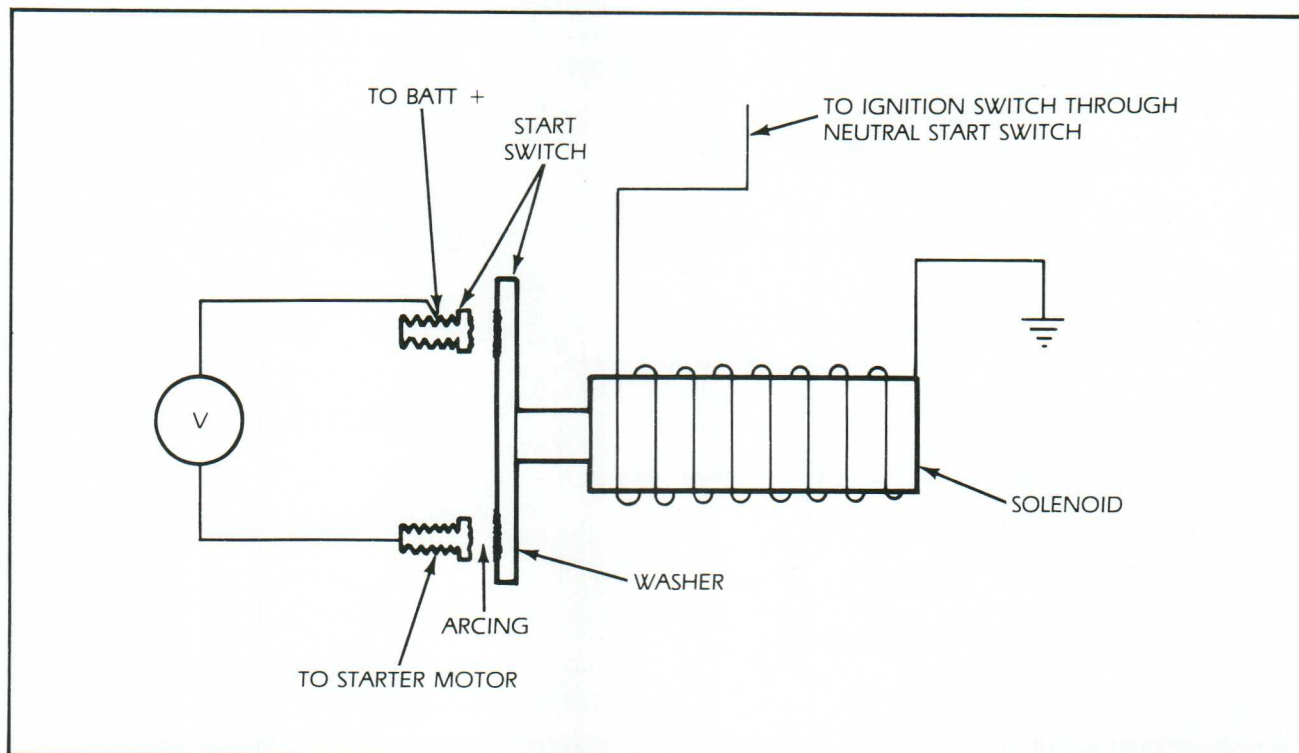 TO BATT +
START
SWITCH
TO IGNITION SWITCH THROUGH
NEUTRAL START SWITCH
V
SOLENOID
WASHER
ARCING
TO STARTER MOTOR